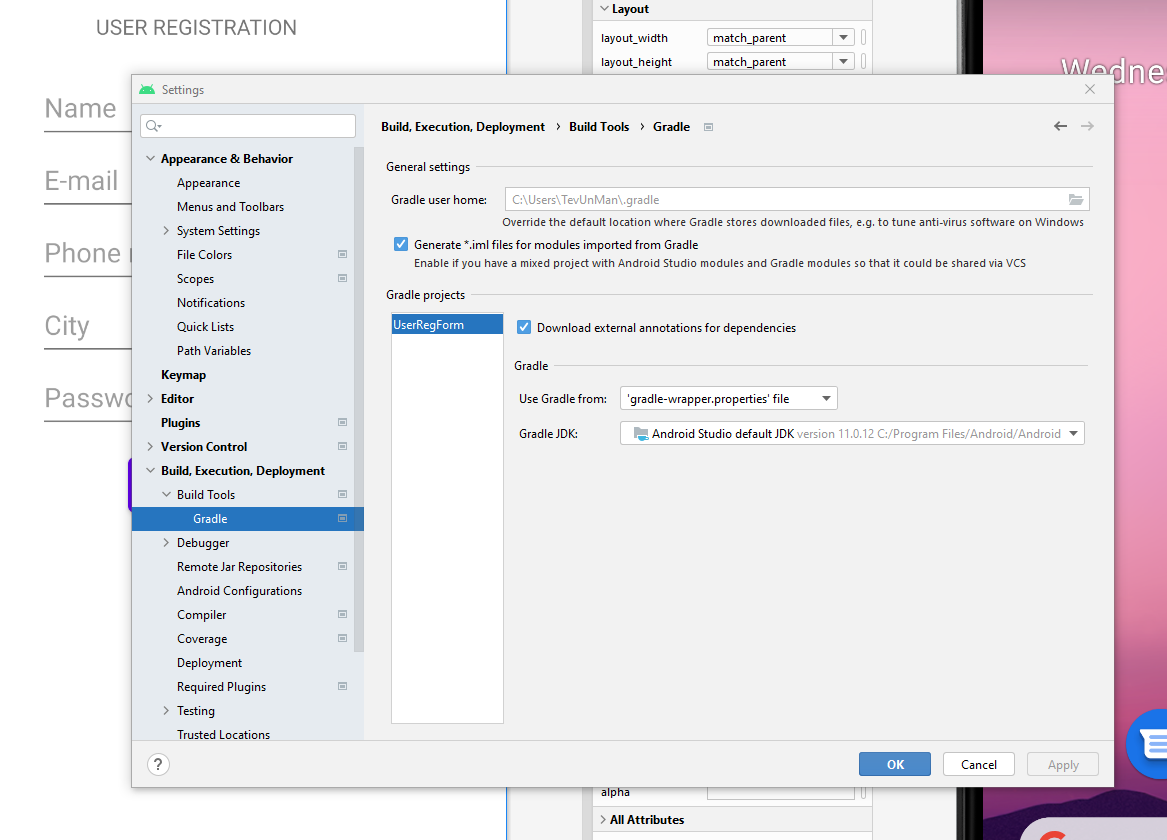 USER REGISTRATION
Name
E-mail
Phone
City
Layout
layout_width match_parent
layout_height match_parent
Settings
Appearance & Behavior
Appearance
Menus and Toolbars
System Settings
File Colors
Scopes
Notifications
Quick Lists
Path Variables
Keymap
Editor
Plugins
Version Control
Build, Execution, Deployment
Build Tools
Gradle
Debugger
Remote Jar Repositories
Android Configurations
Compiler
Coverage
Deployment
Required Plugins
Testing
Trusted Locations
Build, Execution, Deployment › Build Tools › Gradle
General settings
Gradle user home: C:\Users\TevUnMan\.gradle
Override the default location where Gradle stores downloaded files, e.g. to tune anti-virus software on Windows
Generate *.iml files for modules imported from Gradle
Enable if you have a mixed project with Android Studio modules and Gradle modules so that it could be shared via VCS
Gradle projects
UserRegForm
Download external annotations for dependencies
Gradle
Use Gradle from: 'gradle-wrapper.properties' file
Gradle JDK: Android Studio default JDK version 11.0.12 C:/Program Files/Android/Android
?
OK Cancel Apply
alpha
All Attributes